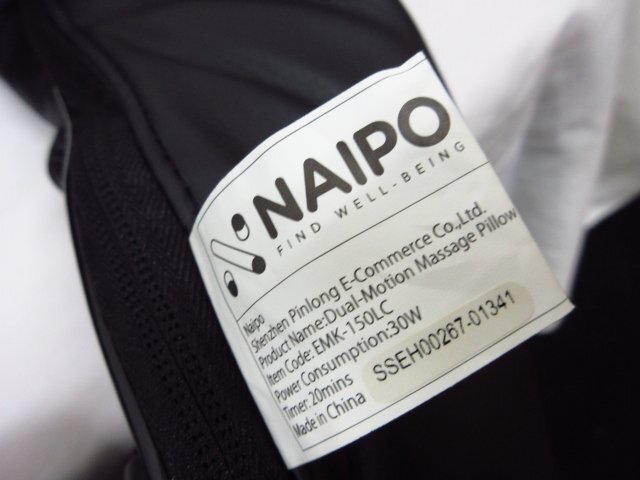 NAIPO
FIND WELL-BEING
Naipo
Shenzhen Pinlong E-Commerce Co.,Ltd.
Product Name:Dual-Motion Massage Pillow
Item Code: EMK-150LC
Power Consumption:30W
Timer: 20mins
Made in China
SSEH00267-01341